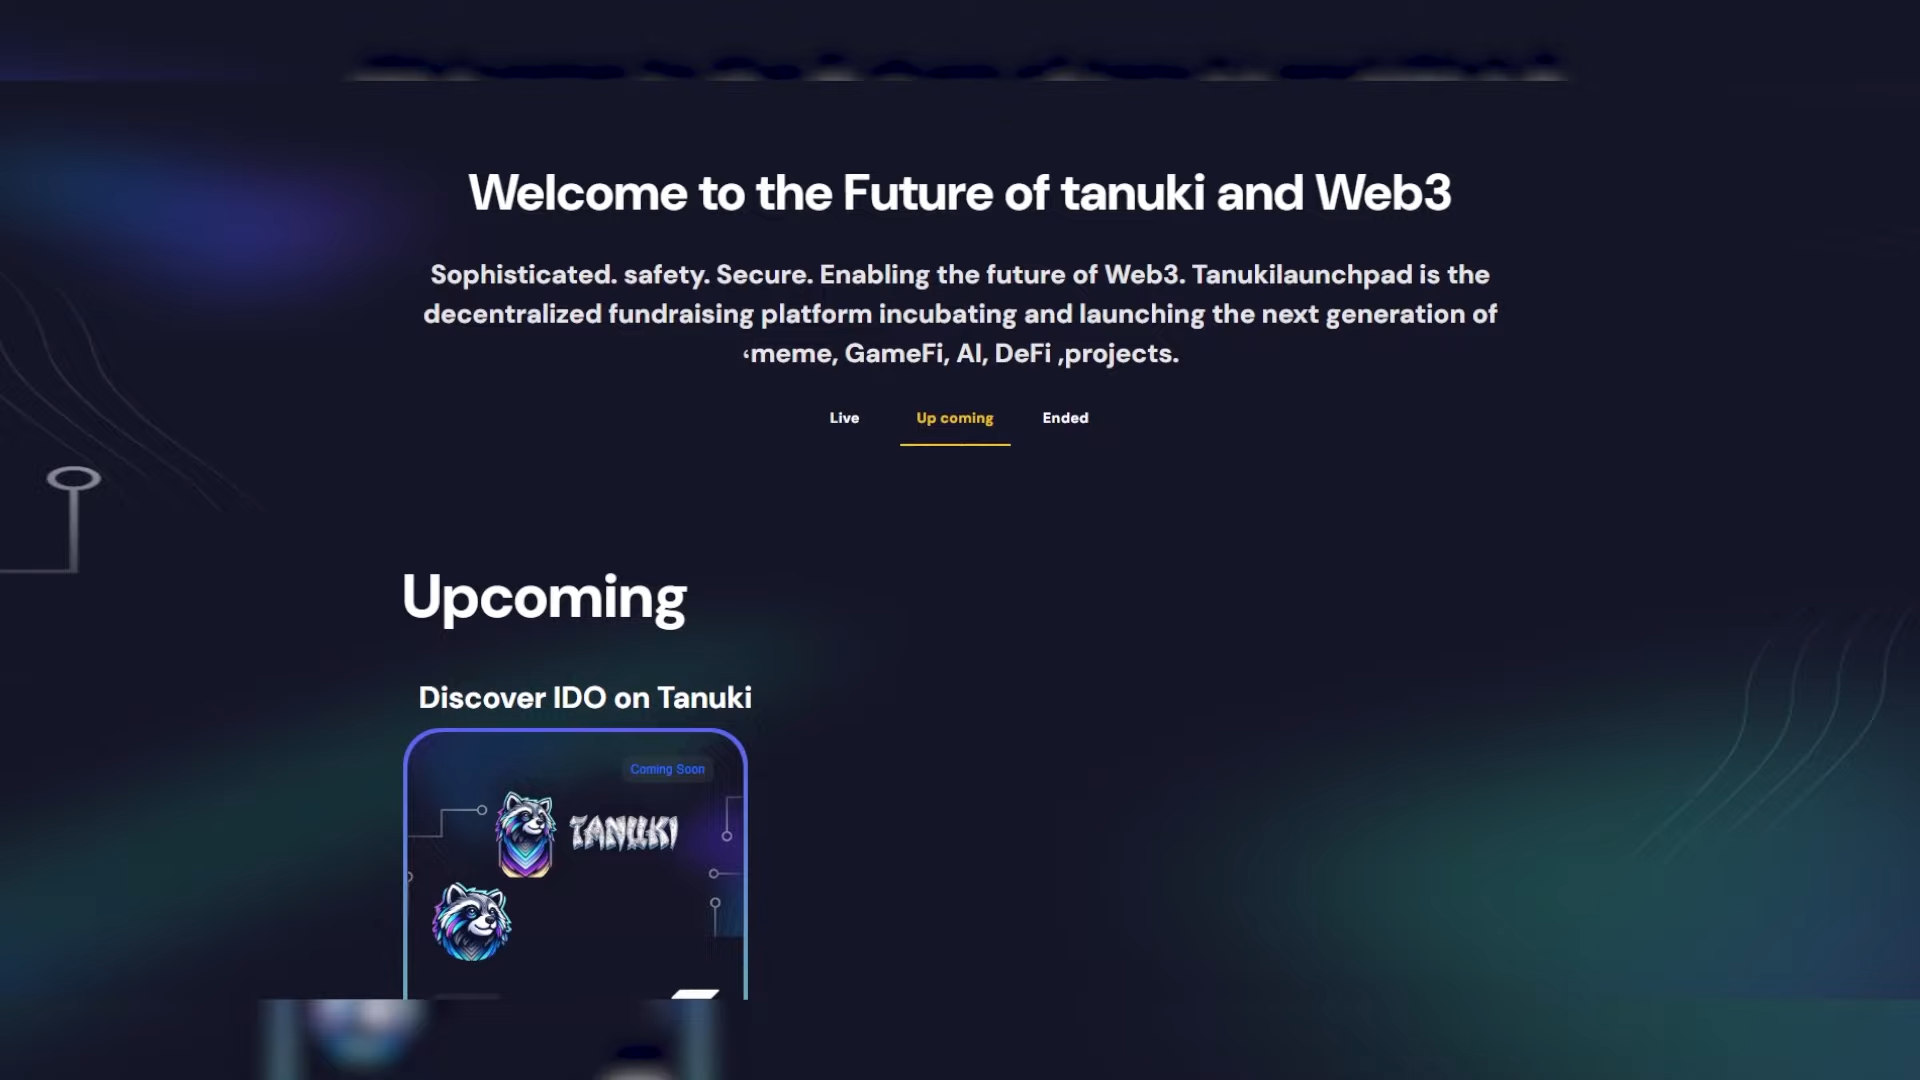 Welcome to the Future of tanuki and Web3
Sophisticated. safety. Secure. Enabling the future of Web3. Tanukilaunchpad is the
decentralized fundraising platform incubating and launching the next generation of
‘meme, GameFi, AI, DeFi ,projects.
Live Up coming Ended
Upcoming
Discover IDO on Tanuki
Coming Soon
TANUKI